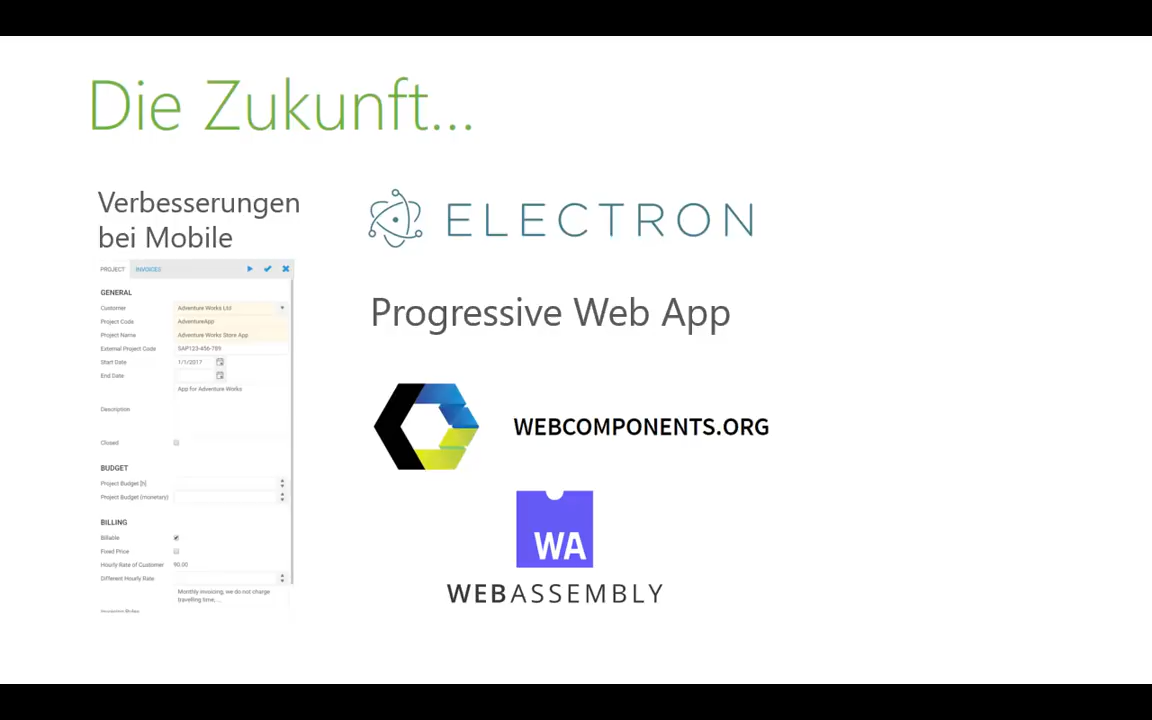 Die Zukunft...
Verbesserungen
bei Mobile
PROJECT INVOICES
GENERAL
Customer Adventure Works Ltd
Project Code AdventureApp
Project Name Adventure Works Store App
External Project Code SAP123-456-789
Start Date 1/1/2017
End Date
App for Adventure Works
Description
Closed
BUDGET
Project Budget [h]
Project Budget (monetary)
BILLING
Billable
Fixed Price
Hourly Rate of Customer 90.00
Different Hourly Rate
Monthly invoicing, we do not charge
travelling time, ...
ELECTRON
Progressive Web App
WEBCOMPONENTS.ORG
WA
WEBASSEMBLY